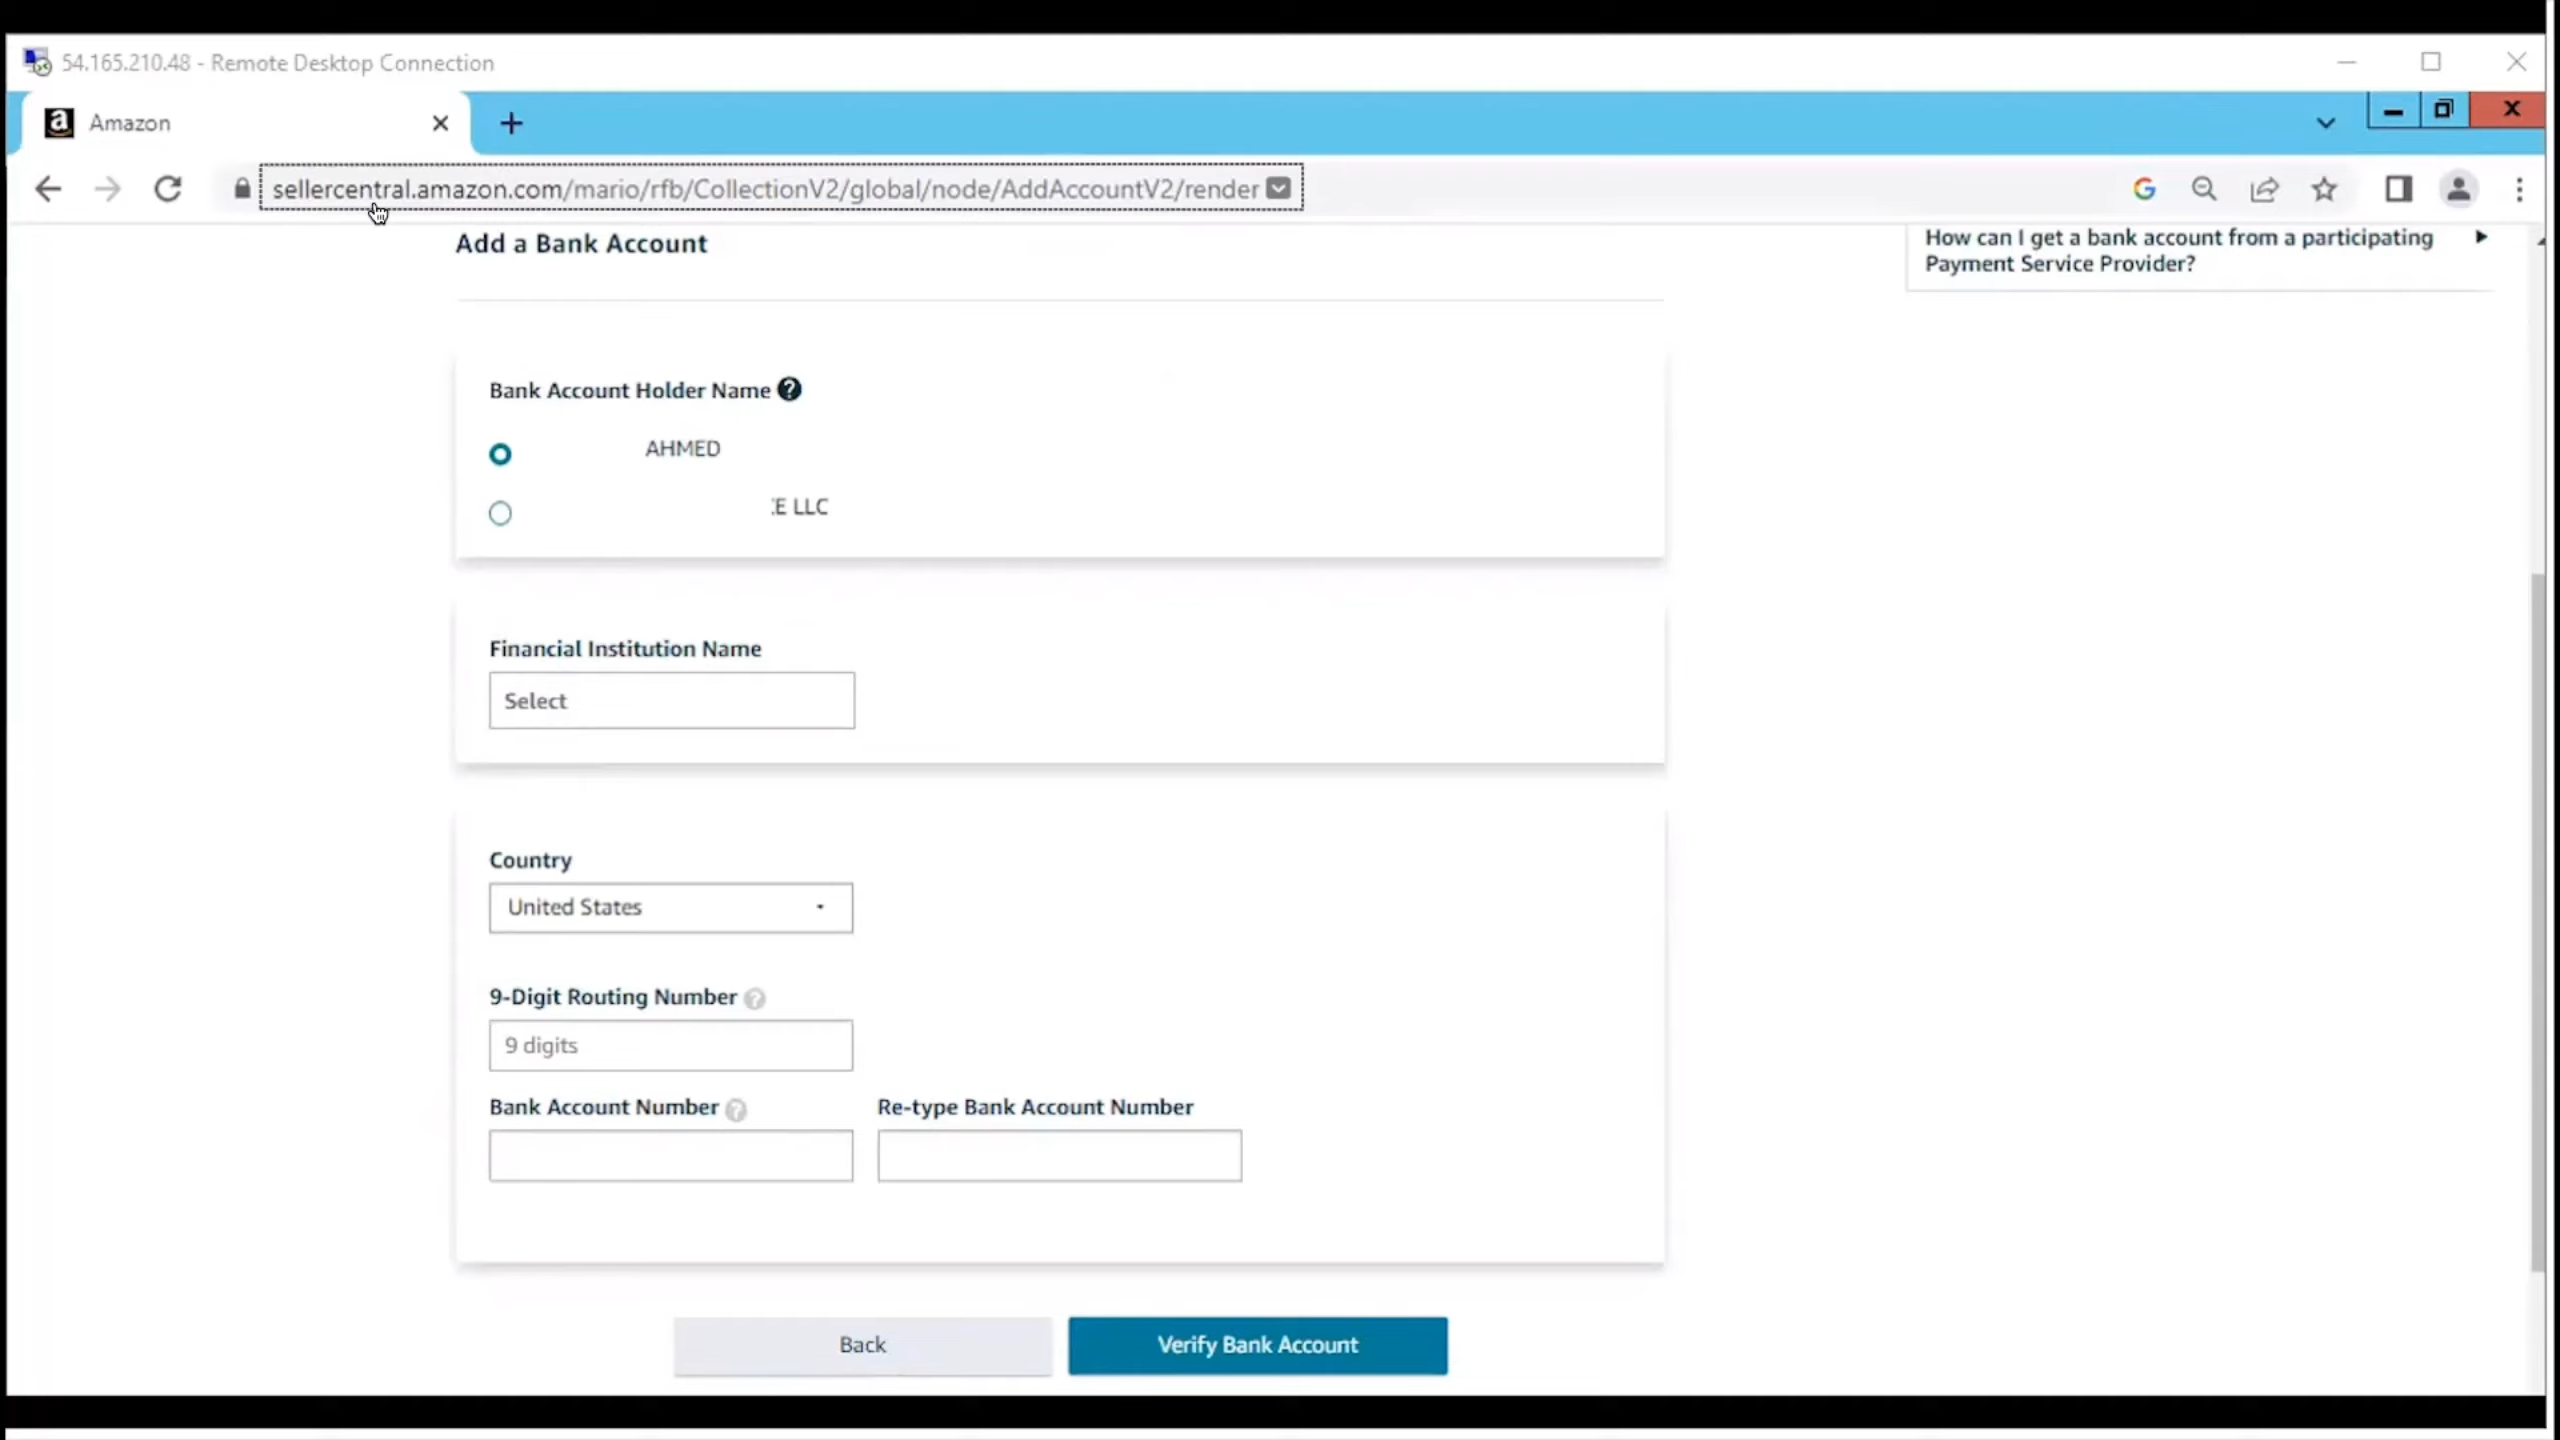 54.165.210.48 - Remote Desktop Connection
Amazon
sellercentral.amazon.com/mario/rfb/CollectionV2/global/node/AddAccountV2/render
Add a Bank Account
How can I get a bank account from a participating
Payment Service Provider?
Bank Account Holder Name
AHMED
E LLC
Financial Institution Name
Select
Country
United States
9-Digit Routing Number
9 digits
Bank Account Number
Re-type Bank Account Number
Back
Verify Bank Account